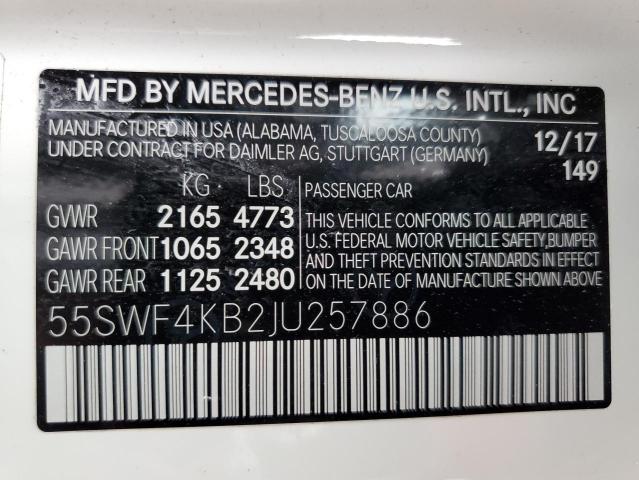 MFD BY MERCEDES-BENZ U.S. INTL., INC
MANUFACTURED IN USA (ALABAMA, TUSCALOOSA COUNTY) 12/17
UNDER CONTRACT FOR DAIMLER AG, STUTTGART (GERMANY) 149
KG LBS PASSENGER CAR
GVWR 2165 4773 THIS VEHICLE CONFORMS TO ALL APPLICABLE
GAWR FRONT 1065 2348 U.S. FEDERAL MOTOR VEHICLE SAFETY, BUMPER
GAWR REAR 1125 2480 AND THEFT PREVENTION STANDARDS IN EFFECT
ON THE DATE OF MANUFACTURE SHOWN ABOVE
55SWF4KB2JU257886